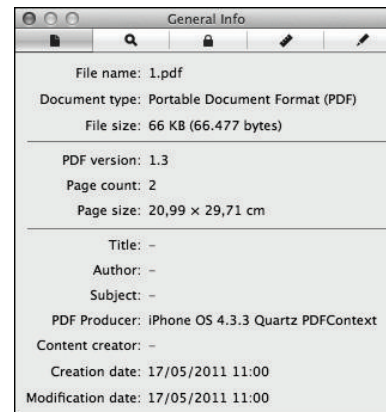 General Info
File name: 1.pdf
Document type: Portable Document Format (PDF)
File size: 66 KB (66.477 bytes)
PDF version: 1.3
Page count: 2
Page size: 20,99 × 29,71 cm
Title: –
Author: –
Subject: –
PDF Producer: iPhone OS 4.3.3 Quartz PDFContext
Content creator: –
Creation date: 17/05/2011 11:00
Modification date: 17/05/2011 11:00